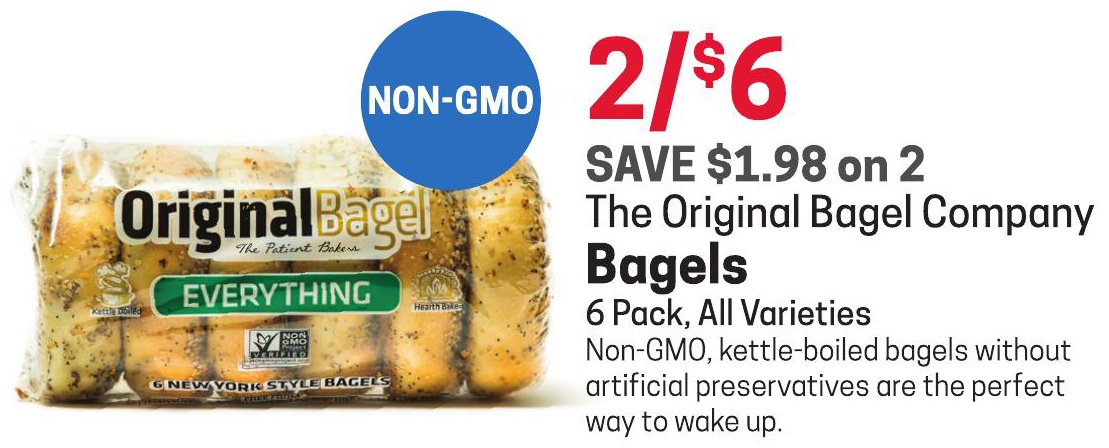 NON-GMO
2/$6
SAVE $1.98 on 2
The Original Bagel Company
Bagels
6 Pack, All Varieties
Non-GMO, kettle-boiled bagels without
artificial preservatives are the perfect
way to wake up.
Original Bagel
The Patient Bakers
EVERYTHING
Kettle Boiled
Hearth Baked
NON
GMO
Project
VERIFIED
6 NEW YORK STYLE BAGELS